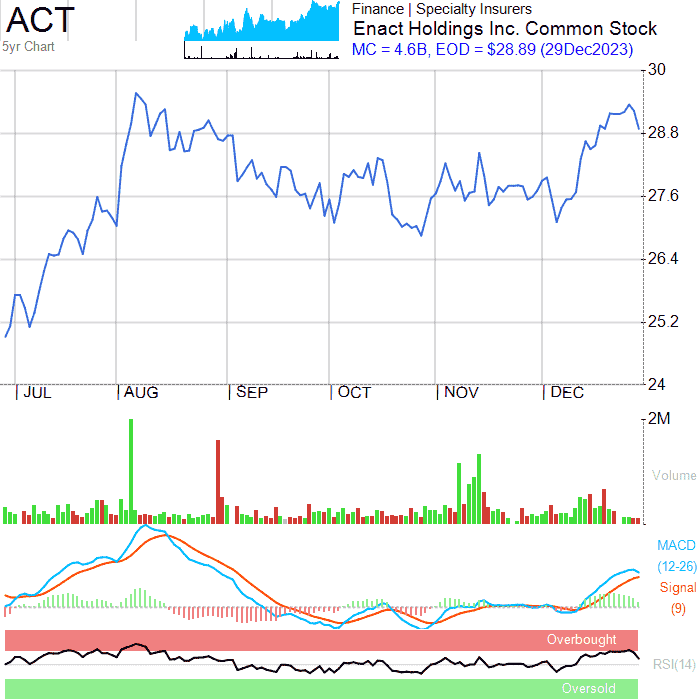 ACT
5yr Chart
Finance | Specialty Insurers
Enact Holdings Inc. Common Stock
MC = 4.6B, EOD = $28.89 (29Dec2023)
30
28.8
27.6
26.4
25.2
24
JUL AUG SEP OCT NOV DEC
2M
Volume
MACD
(12-26)
Signal
(9)
Overbought
RSI(14)
Oversold